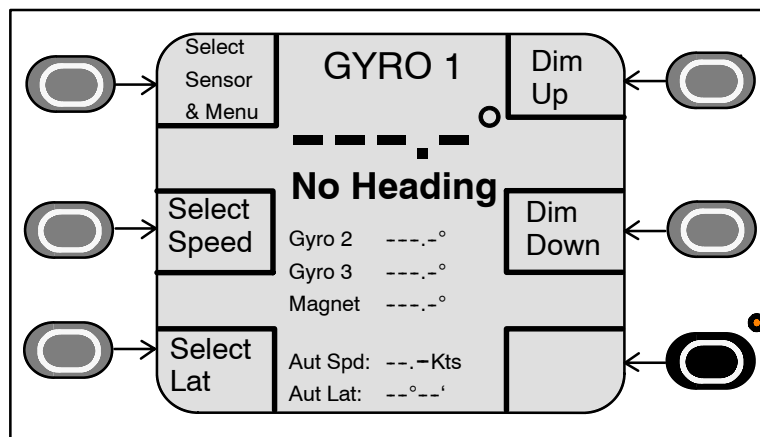 Select
Sensor
& Menu
GYRO 1
Dim
Up
---.-°
No Heading
Select
Speed
Dim
Down
Gyro 2 ---.-°
Gyro 3 ---.-°
Magnet ---.-°
Select
Lat
Aut Spd: --.-Kts
Aut Lat: --°--‘